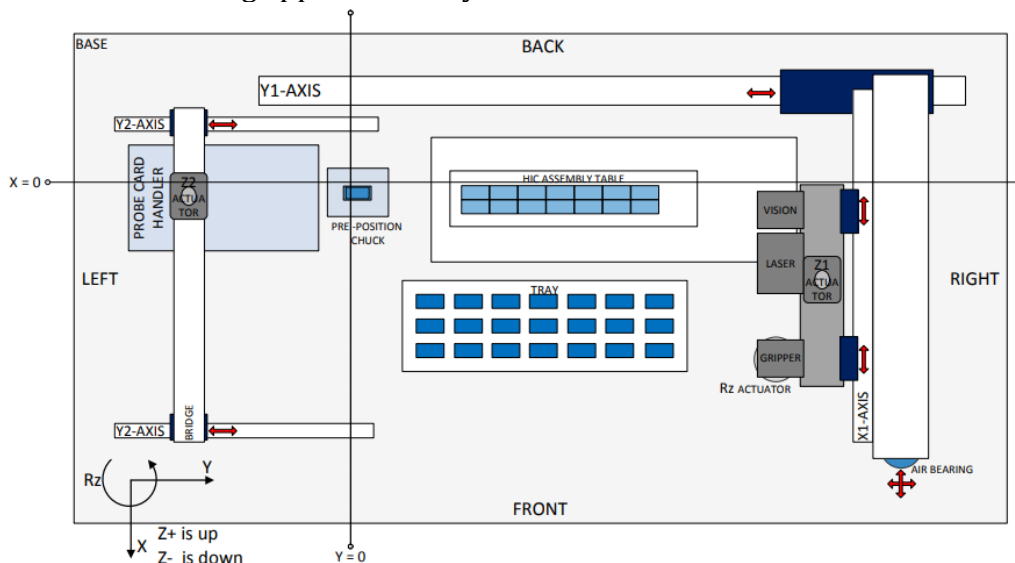 BASE
BACK
Y1-AXIS
Y2-AXIS
X = 0
PROBE CARD
HANDLER
Z2
ACTUA
TOR
HIC ASSEMBLY TABLE
PRE-POSITION
CHUCK
VISION
LASER
Z1
ACTUA
TOR
LEFT
RIGHT
TRAY
GRIPPER
Rz ACTUATOR
X1-AXIS
BRIDGE
Y2-AXIS
AIR BEARING
Rz
Y
FRONT
X
Z+ is up
Z- is down
Y = 0